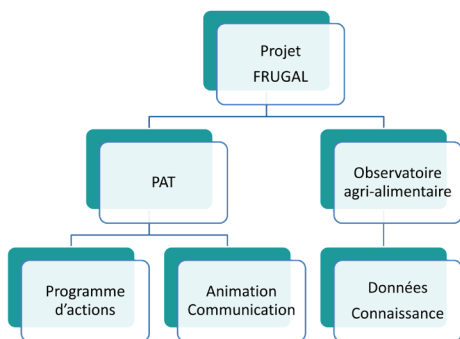 Projet
FRUGAL
PAT
Observatoire
agri-alimentaire
Programme
d'actions
Animation
Communication
Données
Connaissance